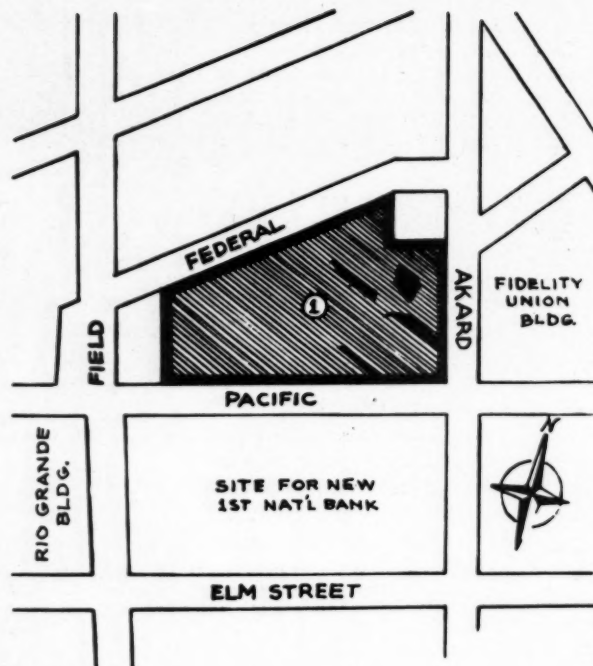 FEDERAL
1
AKARD
FIDELITY
UNION
BLDG.
FIELD
PACIFIC
RIO GRANDE
BLDG.
SITE FOR NEW
1ST NAT'L BANK
N
ELM STREET